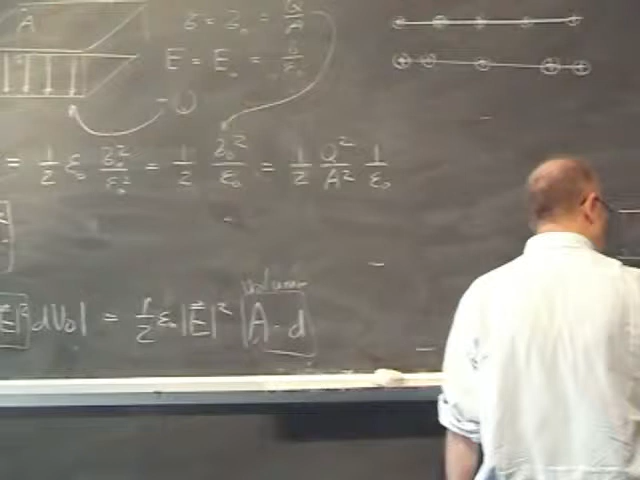 A
σ = σ₀ = Q/A
E = E₀ = σ/ε₀
-Q
= 1/2 ε₀ σ₀²/ε₀² = 1/2 σ₀²/ε₀ = 1/2 Q²/A² 1/ε₀
volume
|E|² dVol = 1/2 ε₀ |E⃗|² A · d